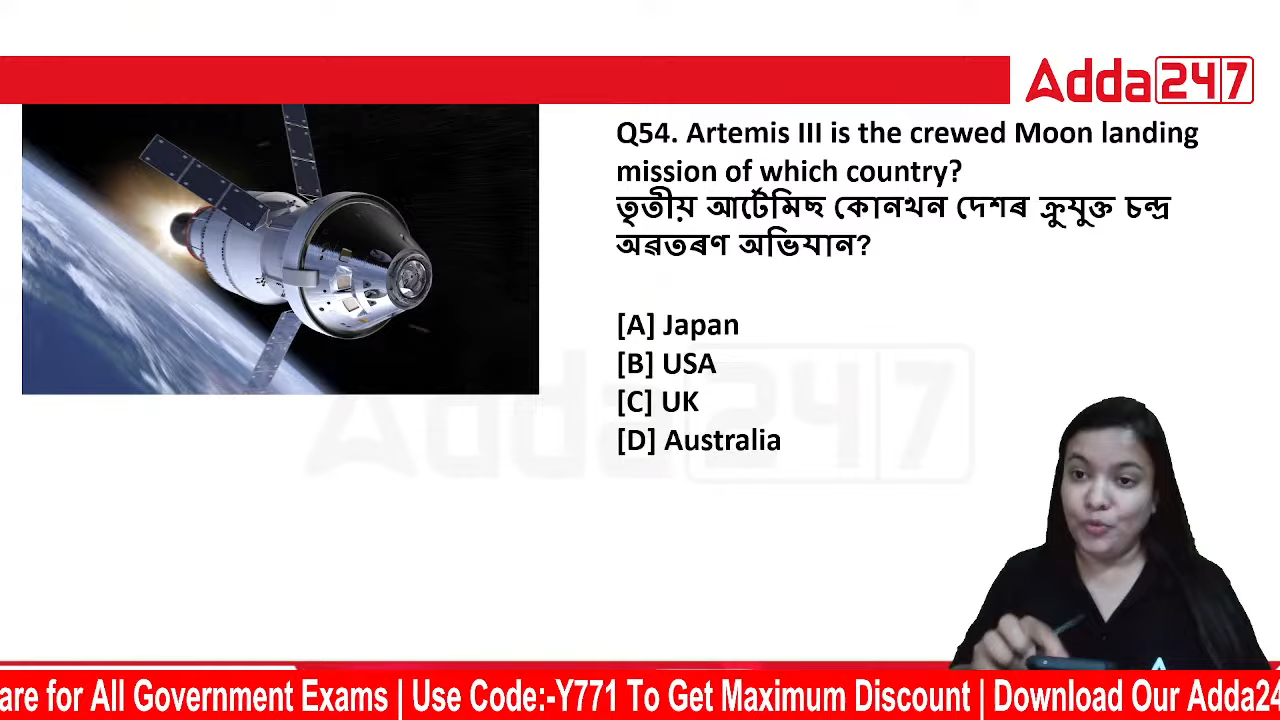 Adda247
Q54. Artemis III is the crewed Moon landing
mission of which country?
তৃতীয় আৰ্টেমিছ কোনখন দেশৰ ক্ৰুযুক্ত চন্দ্ৰ
অৱতৰণ অভিযান?
[A] Japan
[B] USA
[C] UK
[D] Australia
Adda247
are for All Government Exams | Use Code:-Y771 To Get Maximum Discount | Download Our Adda24